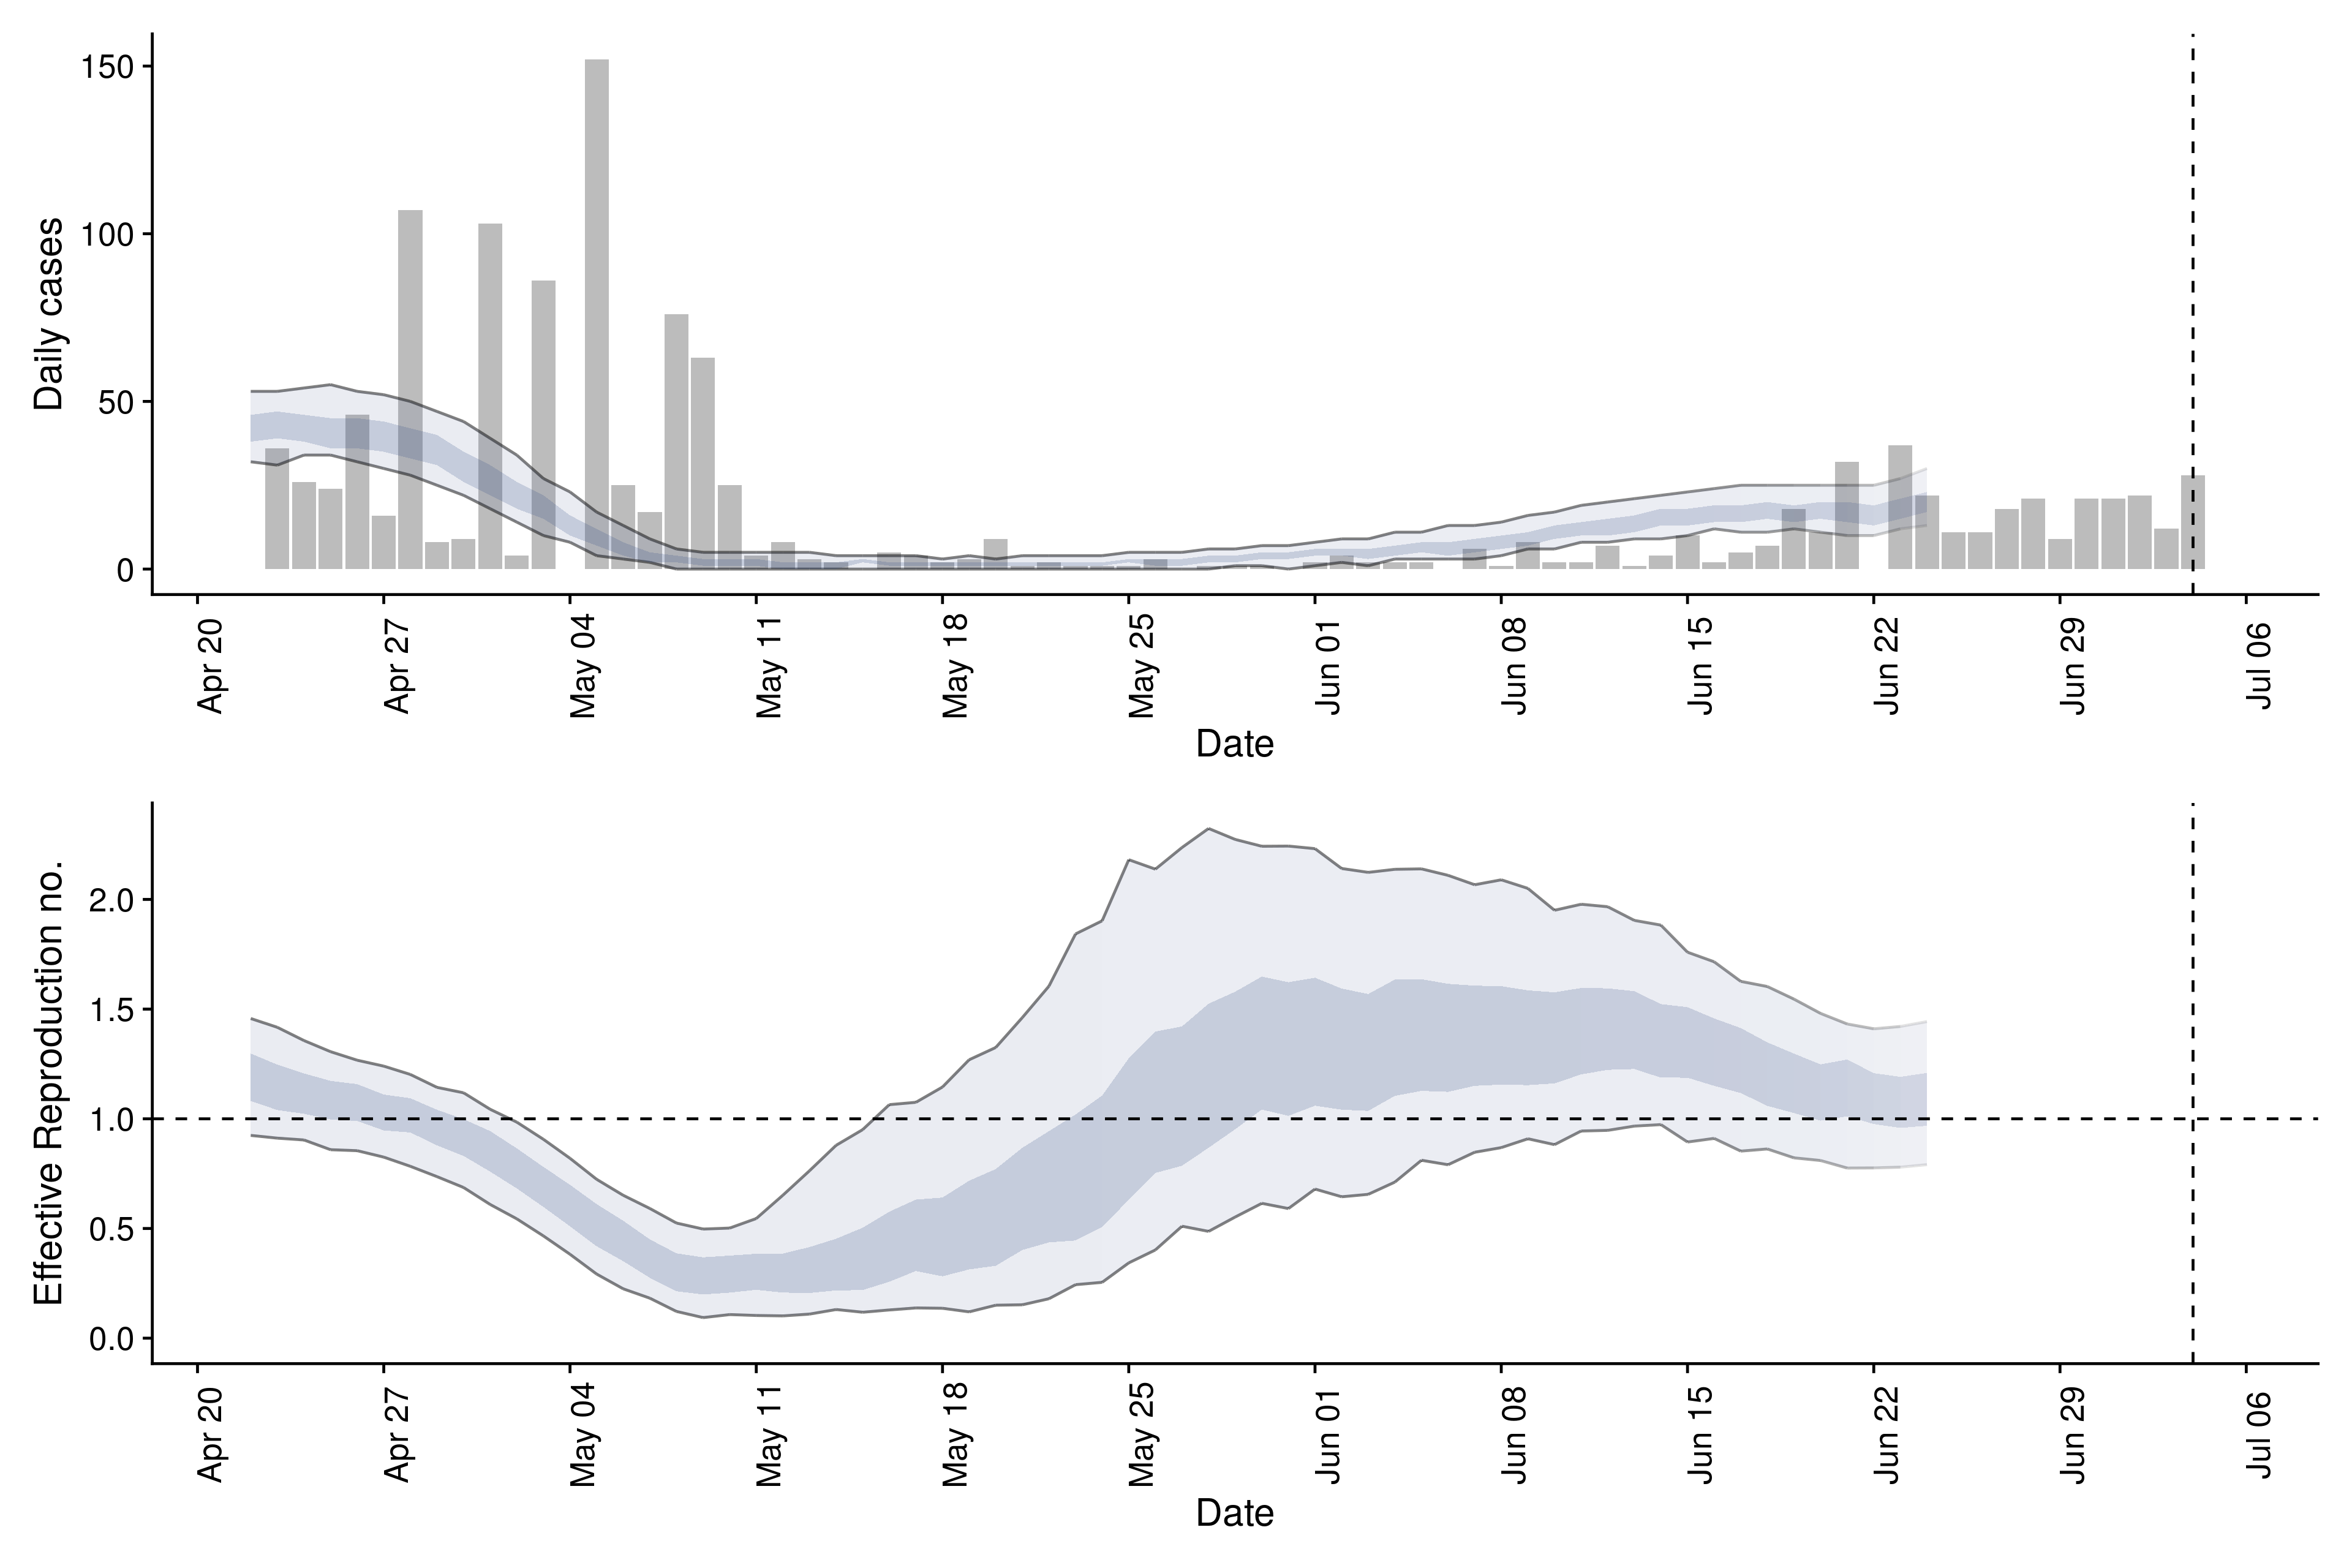 Daily cases
150
100
50
0
Apr 20
Apr 27
May 04
May 11
May 18
May 25
Jun 01
Jun 08
Jun 15
Jun 22
Jun 29
Jul 06
Date
Effective Reproduction no.
2.0
1.5
1.0
0.5
0.0
Apr 20
Apr 27
May 04
May 11
May 18
May 25
Jun 01
Jun 08
Jun 15
Jun 22
Jun 29
Jul 06
Date